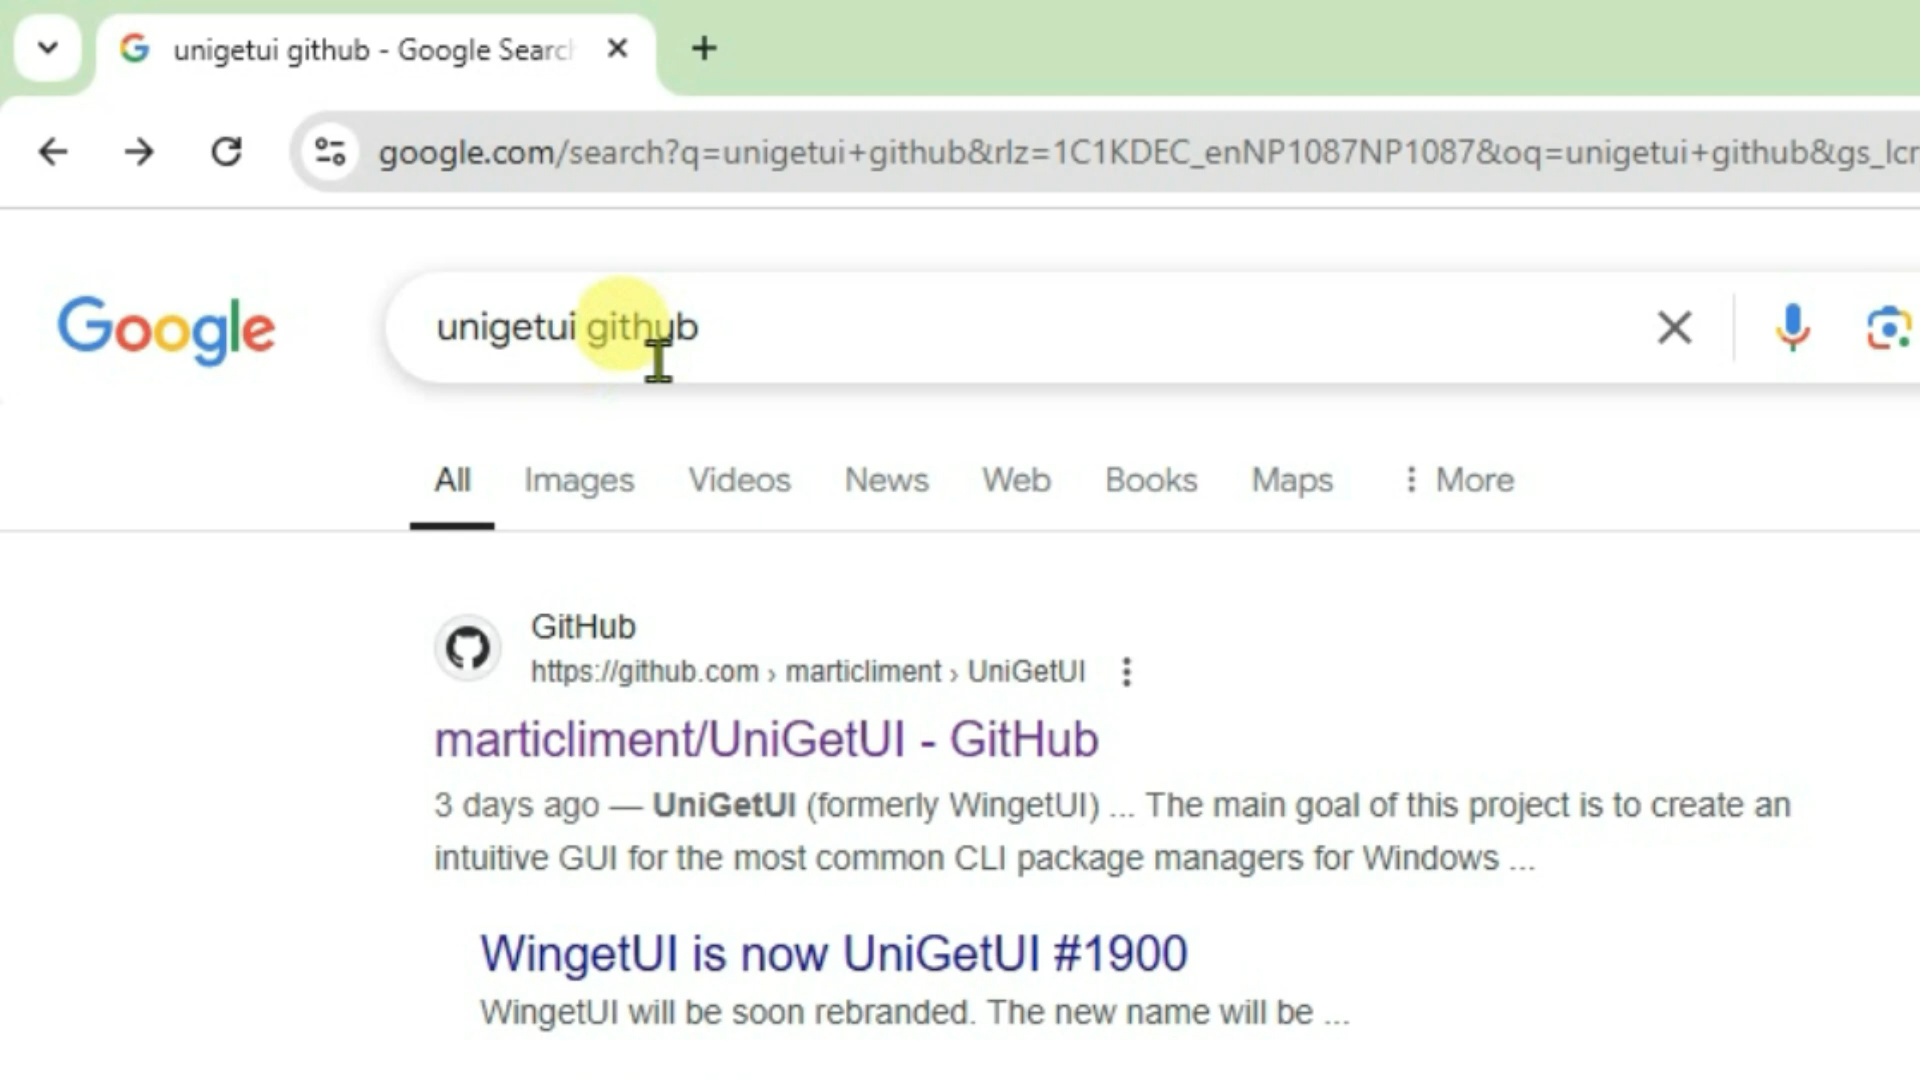 unigetui github - Google Search
google.com/search?q=unigetui+github&rlz=1C1KDEC_enNP1087NP1087&oq=unigetui+github&gs_lcr
Google
unigetui github
All Images Videos News Web Books Maps More
GitHub
https://github.com › marticliment › UniGetUI
marticliment/UniGetUI - GitHub
3 days ago — UniGetUI (formerly WingetUI) ... The main goal of this project is to create an
intuitive GUI for the most common CLI package managers for Windows ...
WingetUI is now UniGetUI #1900
WingetUI will be soon rebranded. The new name will be ...